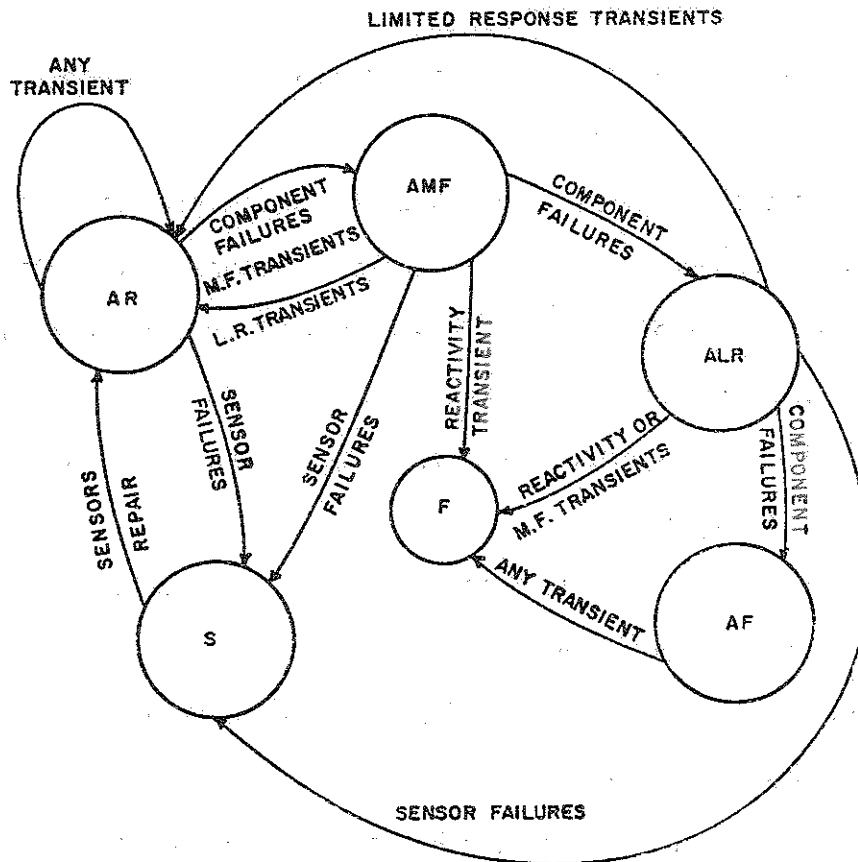 LIMITED RESPONSE TRANSIENTS
ANY
TRANSIENT
AMF
COMPONENT
FAILURES
COMPONENT
FAILURES
M.F. TRANSIENTS
L.R. TRANSIENTS
AR
ALR
REACTIVITY
TRANSIENT
SENSOR
FAILURES
SENSOR
FAILURES
COMPONENT
FAILURES
REACTIVITY OR
M.F. TRANSIENTS
F
SENSORS
REPAIR
ANY TRANSIENT
AF
S
SENSOR FAILURES